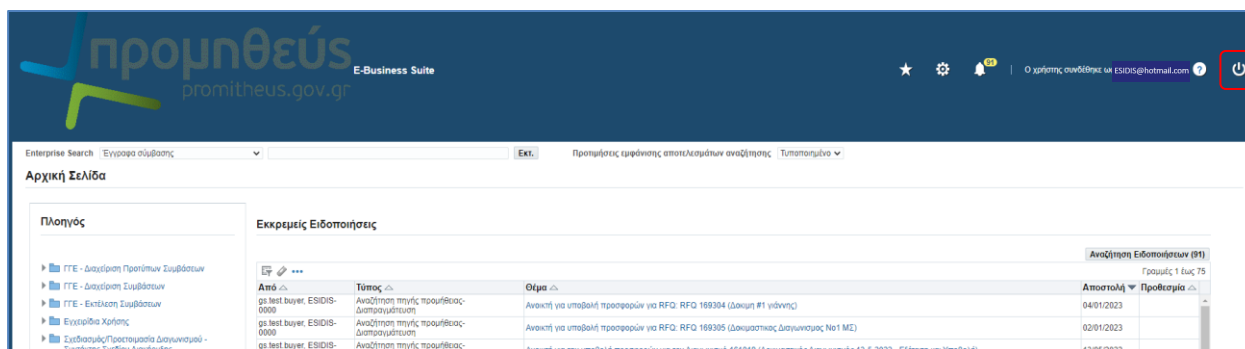 προμηθεύς
promitheus.gov.gr
E-Business Suite
91
Ο χρήστης συνδέθηκε ως ESIDIS@hotmail.com ?
Enterprise Search Έγγραφα σύμβασης Εκτ. Προτιμήσεις εμφάνισης αποτελεσμάτων αναζήτησης Τυποποιημένο
Αρχική Σελίδα
Πλοηγός
ΓΓΕ - Διαχείριση Προτύπων Συμβάσεων
ΓΓΕ - Διαχείριση Συμβάσεων
ΓΓΕ - Εκτέλεση Συμβάσεων
Εγχειρίδια Χρήσης
Σχεδιασμός/Προετοιμασία Διαγωνισμού -
Εκκρεμείς Ειδοποιήσεις
Αναζήτηση Ειδοποιήσεων (91)
Γραμμές 1 έως 75
Από Τύπος Θέμα Αποστολή Προθεσμία
gs.test.buyer, ESIDIS-0000 Αναζήτηση πηγής προμήθειας-Διαπραγμάτευση Ανοικτή για υποβολή προσφορών για RFQ: RFQ 169304 (Δοκιμη #1 γιάννης) 04/01/2023
gs.test.buyer, ESIDIS-0000 Αναζήτηση πηγής προμήθειας-Διαπραγμάτευση Ανοικτή για υποβολή προσφορών για RFQ: RFQ 169305 (Δοκιμαστικος Διαγωνισμος Νο1 ΜΣ) 02/01/2023
gs.test.buyer, ESIDIS- Αναζήτηση πηγής προμήθειας-